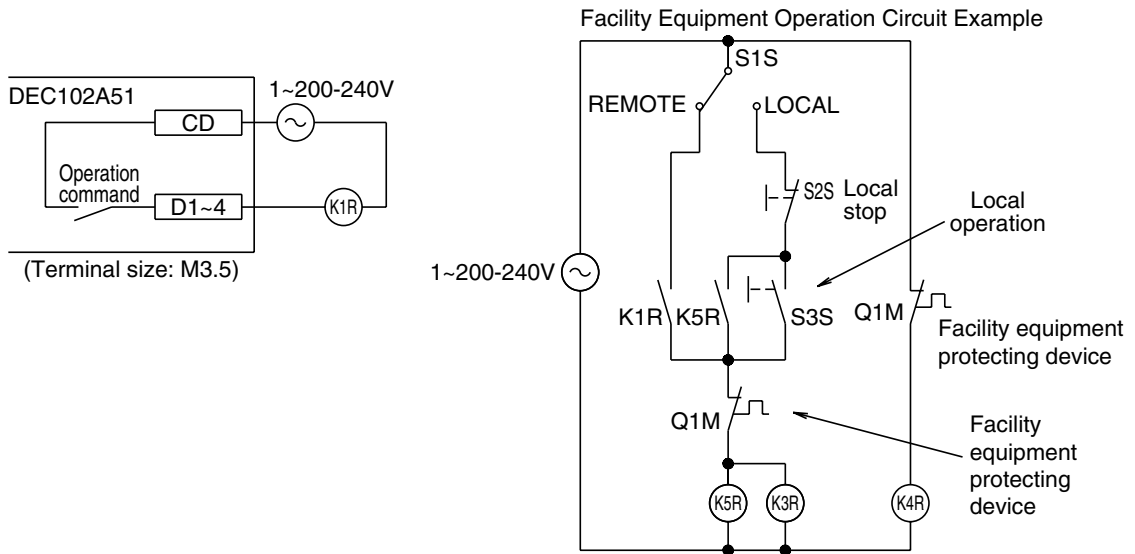 Facility Equipment Operation Circuit Example
DEC102A51
1~200-240V
CD
Operation
command
D1~4
K1R
(Terminal size: M3.5)
S1S
REMOTE
LOCAL
S2S
Local
stop
Local
operation
1~200-240V
K1R
K5R
S3S
Q1M
Facility equipment
protecting device
Q1M
Facility
equipment
protecting
device
K5R
K3R
K4R